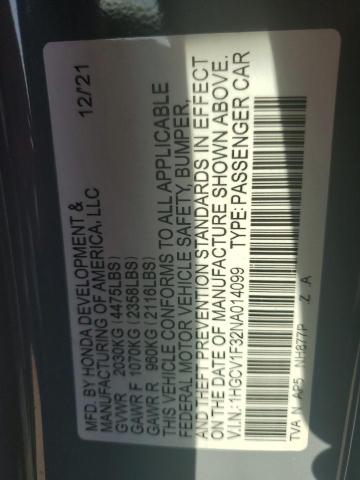 MFD. BY HONDA DEVELOPMENT & 12/'21
MANUFACTURING OF AMERICA, LLC
GVWR 2030KG (4475LBS)
GAWR F 1070KG (2358LBS)
GAWR R 960KG (2116LBS)
THIS VEHICLE CONFORMS TO ALL APPLICABLE
FEDERAL MOTOR VEHICLE SAFETY, BUMPER,
AND THEFT PREVENTION STANDARDS IN EFFECT
ON THE DATE OF MANUFACTURE SHOWN ABOVE.
V.I.N.: 1HGCV1F32NA014099 TYPE: PASSENGER CAR
TVA N AP5 NH877P Z A